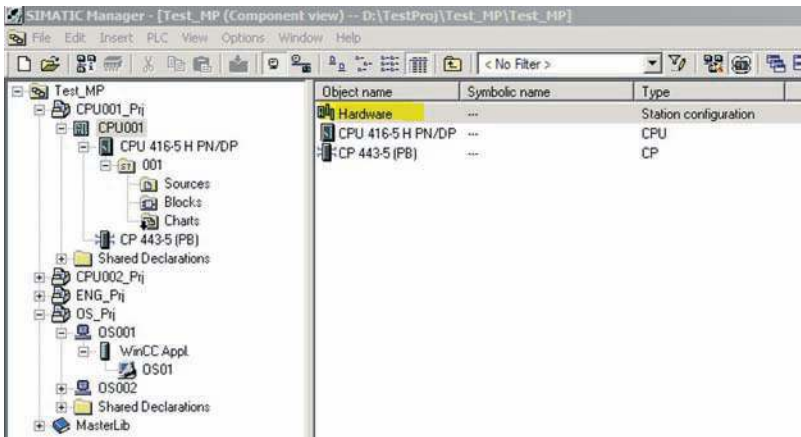 SIMATIC Manager - [Test_MP (Component view) -- D:\TestProj\Test_MP\Test_MP]
File Edit Insert PLC View Options Window Help
< No Filter >
Test_MP
CPU001_Prj
CPU001
CPU 416-5 H PN/DP
001
Sources
Blocks
Charts
CP 443-5 (PB)
Shared Declarations
CPU002_Prj
ENG_Prj
OS_Prj
OS001
WinCC Appl.
OS01
OS002
Shared Declarations
MasterLib
Object name Symbolic name Type
Hardware --- Station configuration
CPU 416-5 H PN/DP --- CPU
CP 443-5 (PB) --- CP